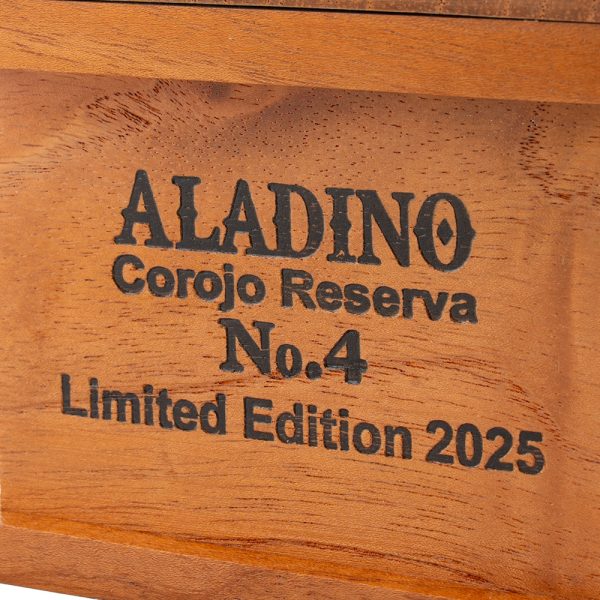 ALADINO
Corojo Reserva
No.4
Limited Edition 2025